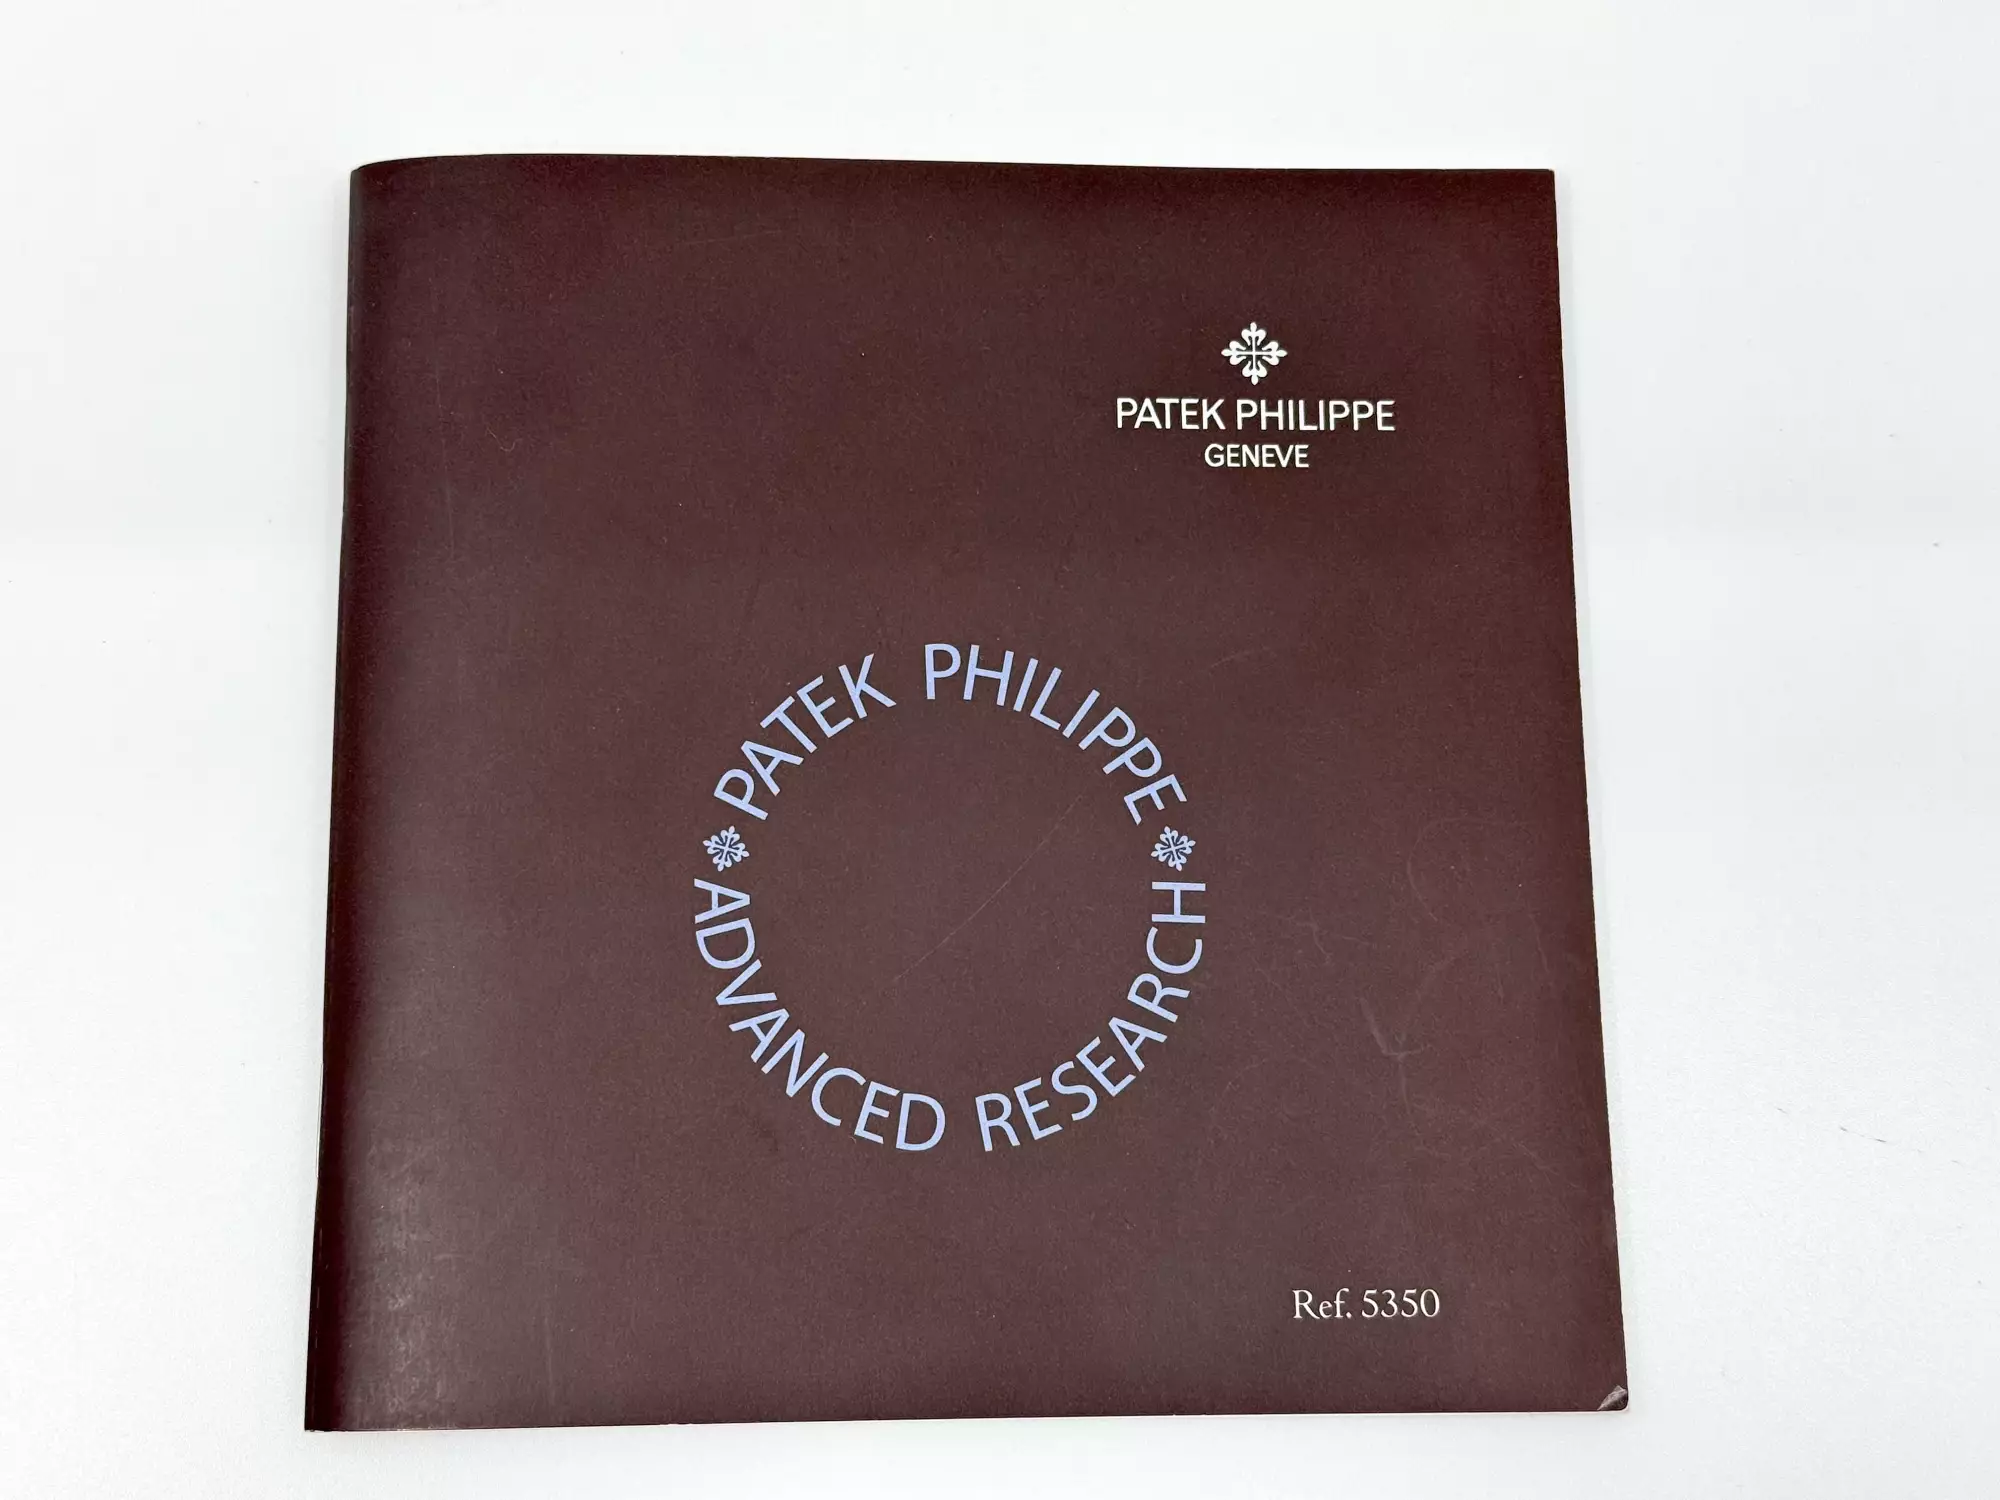 PATEK PHILIPPE
GENEVE
PATEK PHILIPPE
ADVANCED RESEARCH
Ref. 5350